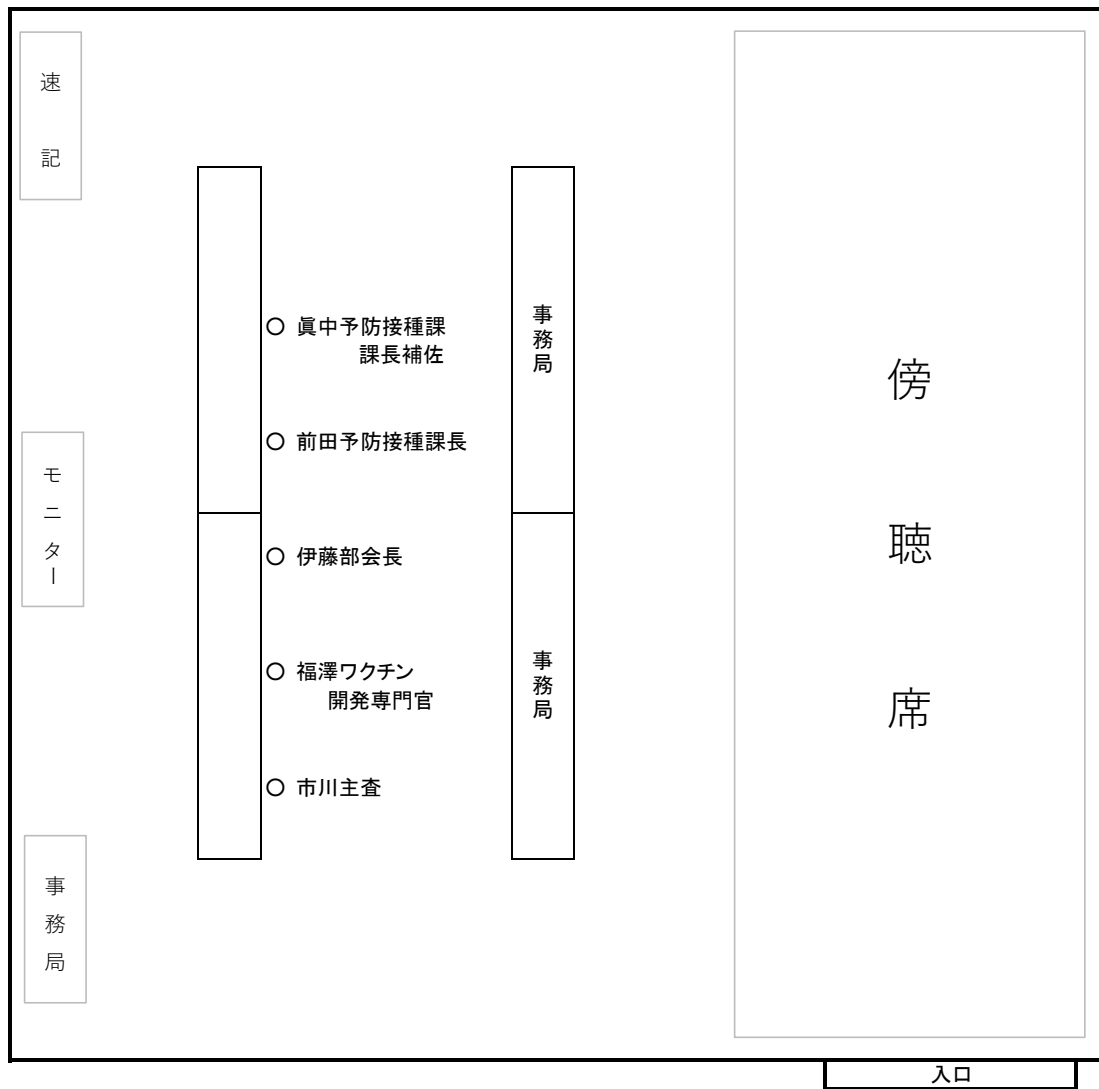 速記
眞中予防接種課
課長補佐
事務局
前田予防接種課長
モニター
伊藤部会長
福澤ワクチン
開発専門官
事務局
市川主査
事務局
傍聴席
入口